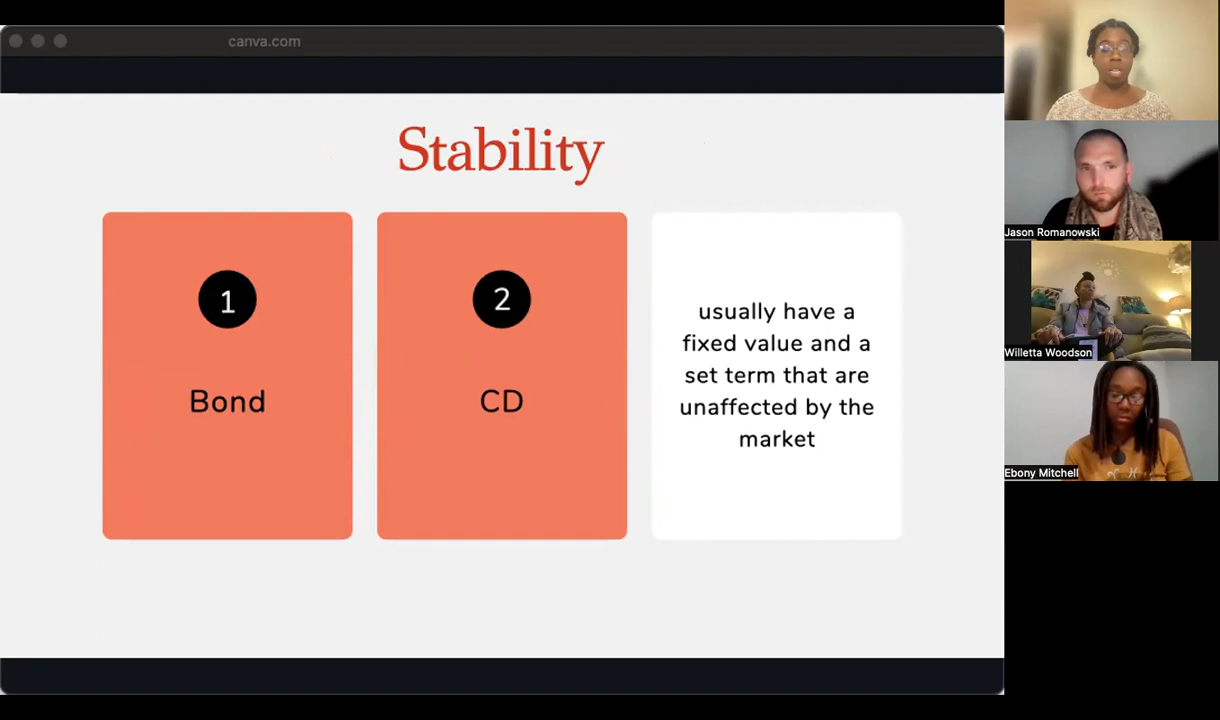 canva.com
Stability
1
Bond
2
CD
usually have a
fixed value and a
set term that are
unaffected by the
market
Jason Romanowski
Willetta Woodson
Ebony Mitchell